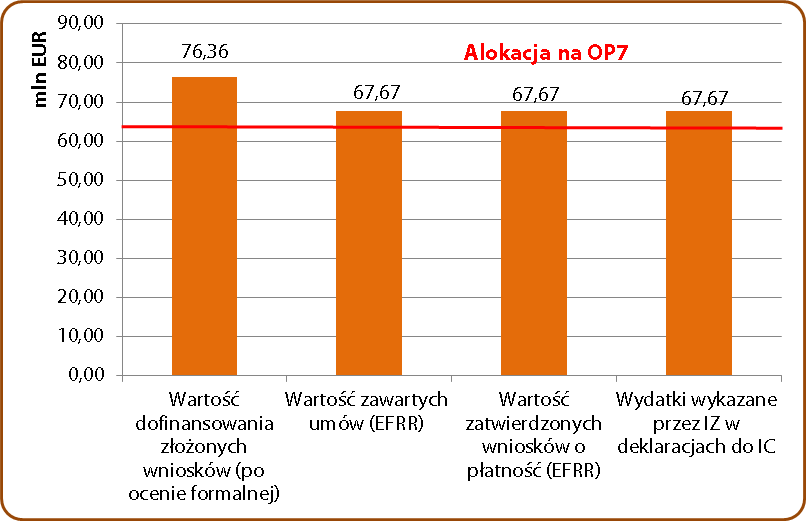 mln EUR
90,00
80,00
70,00
60,00
50,00
40,00
30,00
20,00
10,00
0,00
Alokacja na OP7
76,36
67,67
67,67
67,67
Wartość
dofinansowania
złożonych
wniosków (po
ocenie formalnej)
Wartość zawartych
umów (EFRR)
Wartość
zatwierdzonych
wniosków o
płatność (EFRR)
Wydatki wykazane
przez IZ w
deklaracjach do IC